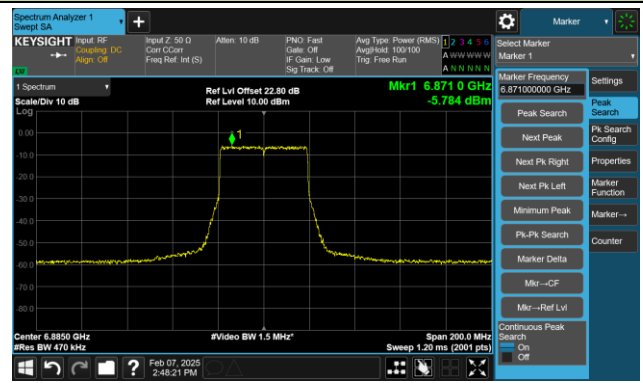 Spectrum Analyzer 1
Swept SA
Marker
KEYSIGHT
Input: RF
Coupling: DC
Align: Off
Input Z: 50 Ω
Corr CCorr
Freq Ref: Int (S)
Atten: 10 dB
PNO: Fast
Gate: Off
IF Gain: Low
Sig Track: Off
Avg Type: Power (RMS)
Avg|Hold: 100/100
Trig: Free Run
1 2 3 4 5 6
A W W W W W
A N N N N N
LW
Select Marker
Marker 1
1 Spectrum
Scale/Div 10 dB
Log
Ref Lvl Offset 22.80 dB
Ref Level 10.00 dBm
Mkr1 6.871 0 GHz
-5.784 dBm
0.00
-10.0
-20.0
-30.0
-40.0
-50.0
-60.0
-70.0
-80.0
1
Center 6.8850 GHz
#Res BW 470 kHz
#Video BW 1.5 MHz*
Span 200.0 MHz
Sweep 1.20 ms (2001 pts)
Marker Frequency
6.871000000 GHz
Peak Search
Next Peak
Next Pk Right
Next Pk Left
Minimum Peak
Pk-Pk Search
Marker Delta
Mkr→CF
Mkr→Ref Lvl
Continuous Peak
Search
On
Off
Settings
Peak
Search
Pk Search
Config
Properties
Marker
Function
Marker→
Counter
?
Feb 07, 2025
2:48:21 PM